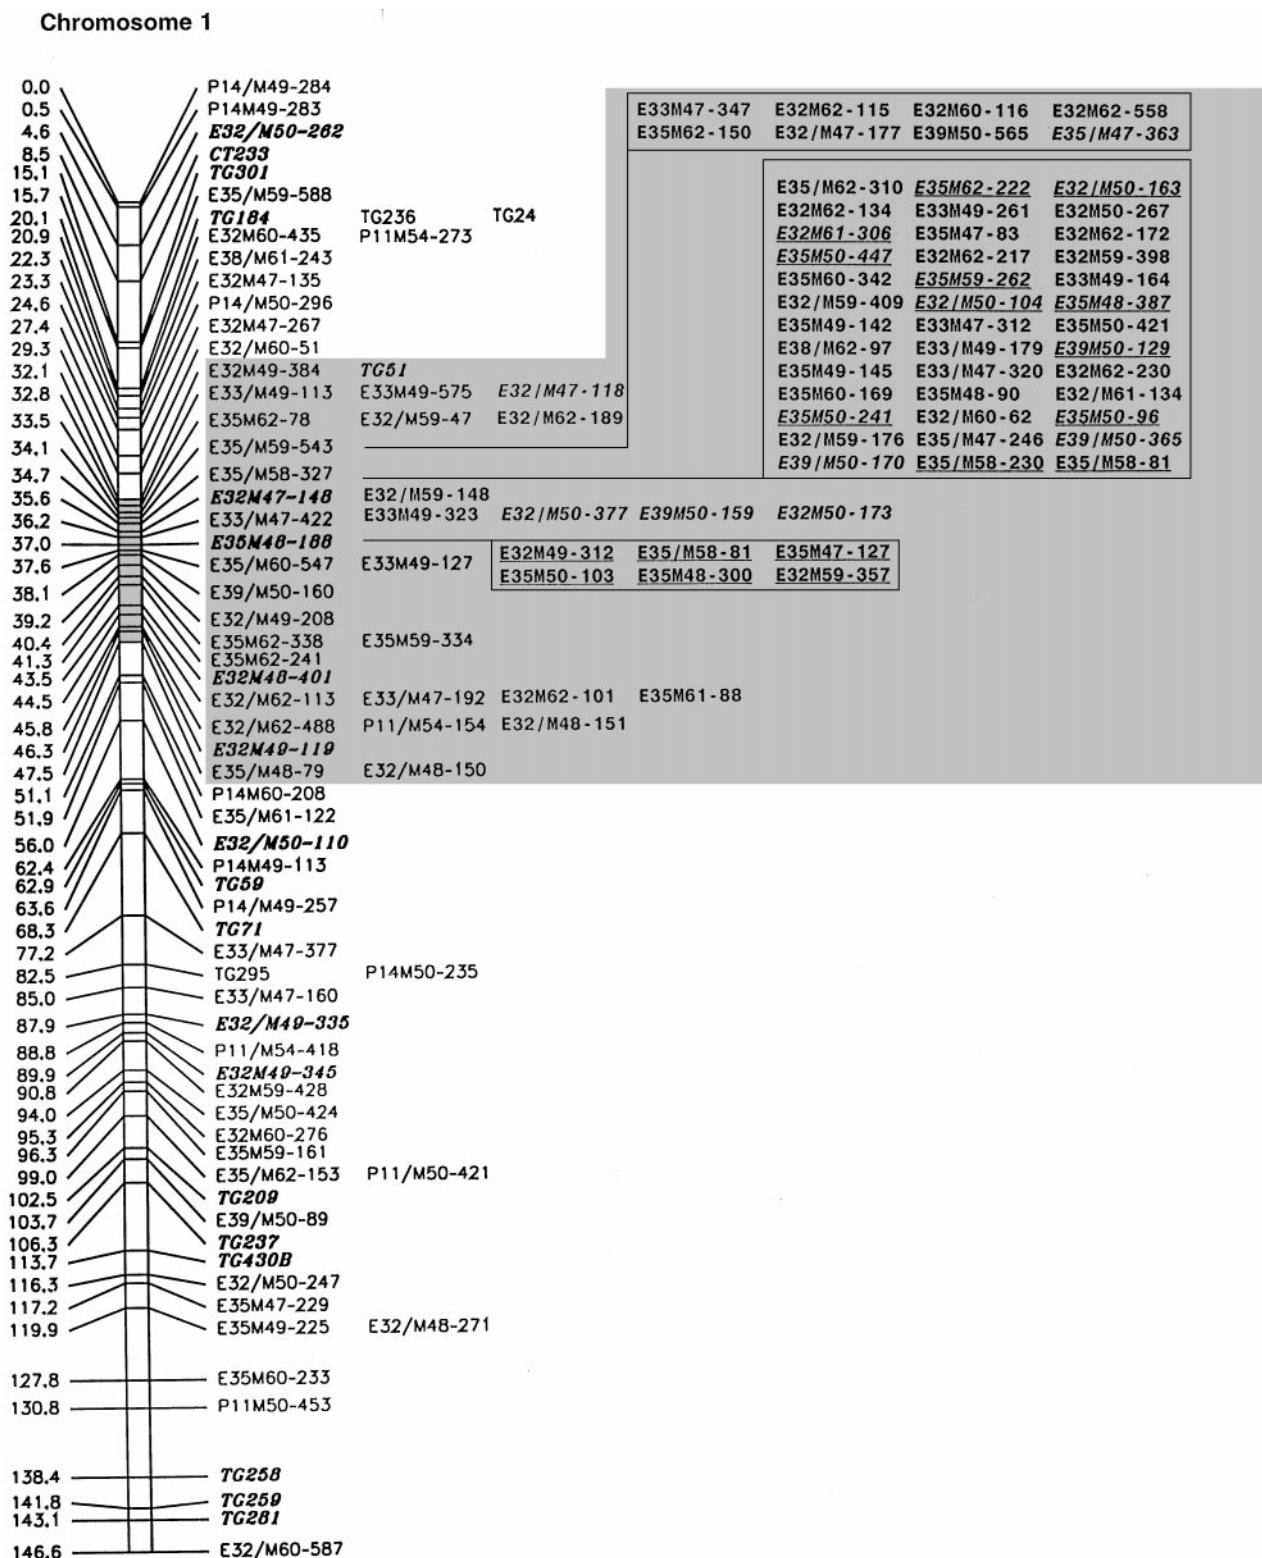 Chromosome 1
0.0 P14/M49-284
0.5 P14M49-283 E33M47-347 E32M62-115 E32M60-116 E32M62-558
4.6 E32/M50-262 E35M62-150 E32/M47-177 E39M50-565 E35/M47-363
8.5 CT233
15.1 TG301
15.7 E35/M59-588 E35/M62-310 E35M62-222 E32/M50-163
20.1 TG184 TG236 TG24 E32M62-134 E33M49-261 E32M50-267
20.9 E32M60-435 P11M54-273 E32M61-306 E35M47-83 E32M62-172
22.3 E38/M61-243 E35M50-447 E32M62-217 E32M59-398
23.3 E32M47-135 E35M60-342 E35M59-262 E33M49-164
24.6 P14/M50-296 E32/M59-409 E32/M50-104 E35M48-387
27.4 E32M47-267 E35M49-142 E33M47-312 E35M50-421
29.3 E32/M60-51 E38/M62-97 E33/M49-179 E39M50-129
32.1 E32M49-384 TG51 E35M49-145 E33/M47-320 E32M62-230
32.8 E33/M49-113 E33M49-575 E32/M47-118 E35M60-169 E35M48-90 E32/M61-134
33.5 E35M62-78 E32/M59-47 E32/M62-189 E35M50-241 E32/M60-62 E35M50-96
34.1 E35/M59-543 E32/M59-176 E35/M47-246 E39/M50-365
34.7 E35/M58-327 E39/M50-170 E35/M58-230 E35/M58-81
35.6 E32M47-148 E32/M59-148
36.2 E33/M47-422 E33M49-323 E32/M50-377 E39M50-159 E32M50-173
37.0 E35M48-188 E32M49-312 E35/M58-81 E35M47-127
37.6 E35/M60-547 E33M49-127 E35M50-103 E35M48-300 E32M59-357
38.1 E39/M50-160
39.2 E32/M49-208
40.4 E35M62-338 E35M59-334
41.3 E35M62-241
43.5 E32M48-401
44.5 E32/M62-113 E33/M47-192 E32M62-101 E35M61-88
45.8 E32/M62-488 P11/M54-154 E32/M48-151
46.3 E32M49-119
47.5 E35/M48-79 E32/M48-150
51.1 P14M60-208
51.9 E35/M61-122
56.0 E32/M50-110
62.4 P14M49-113
62.9 TG59
63.6 P14/M49-257
68.3 TG71
77.2 E33/M47-377
82.5 TG295 P14M50-235
85.0 E33/M47-160
87.9 E32/M49-335
88.8 P11/M54-418
89.9 E32M49-345
90.8 E32M59-428
94.0 E35/M50-424
95.3 E32M60-276
96.3 E35M59-161
99.0 E35/M62-153 P11/M50-421
102.5 TG209
103.7 E39/M50-89
106.3 TG237
113.7 TG430B
116.3 E32/M50-247
117.2 E35M47-229
119.9 E35M49-225 E32/M48-271
127.8 E35M60-233
130.8 P11M50-453
138.4 TG258
141.8 TG259
143.1 TG281
146.6 E32/M60-587